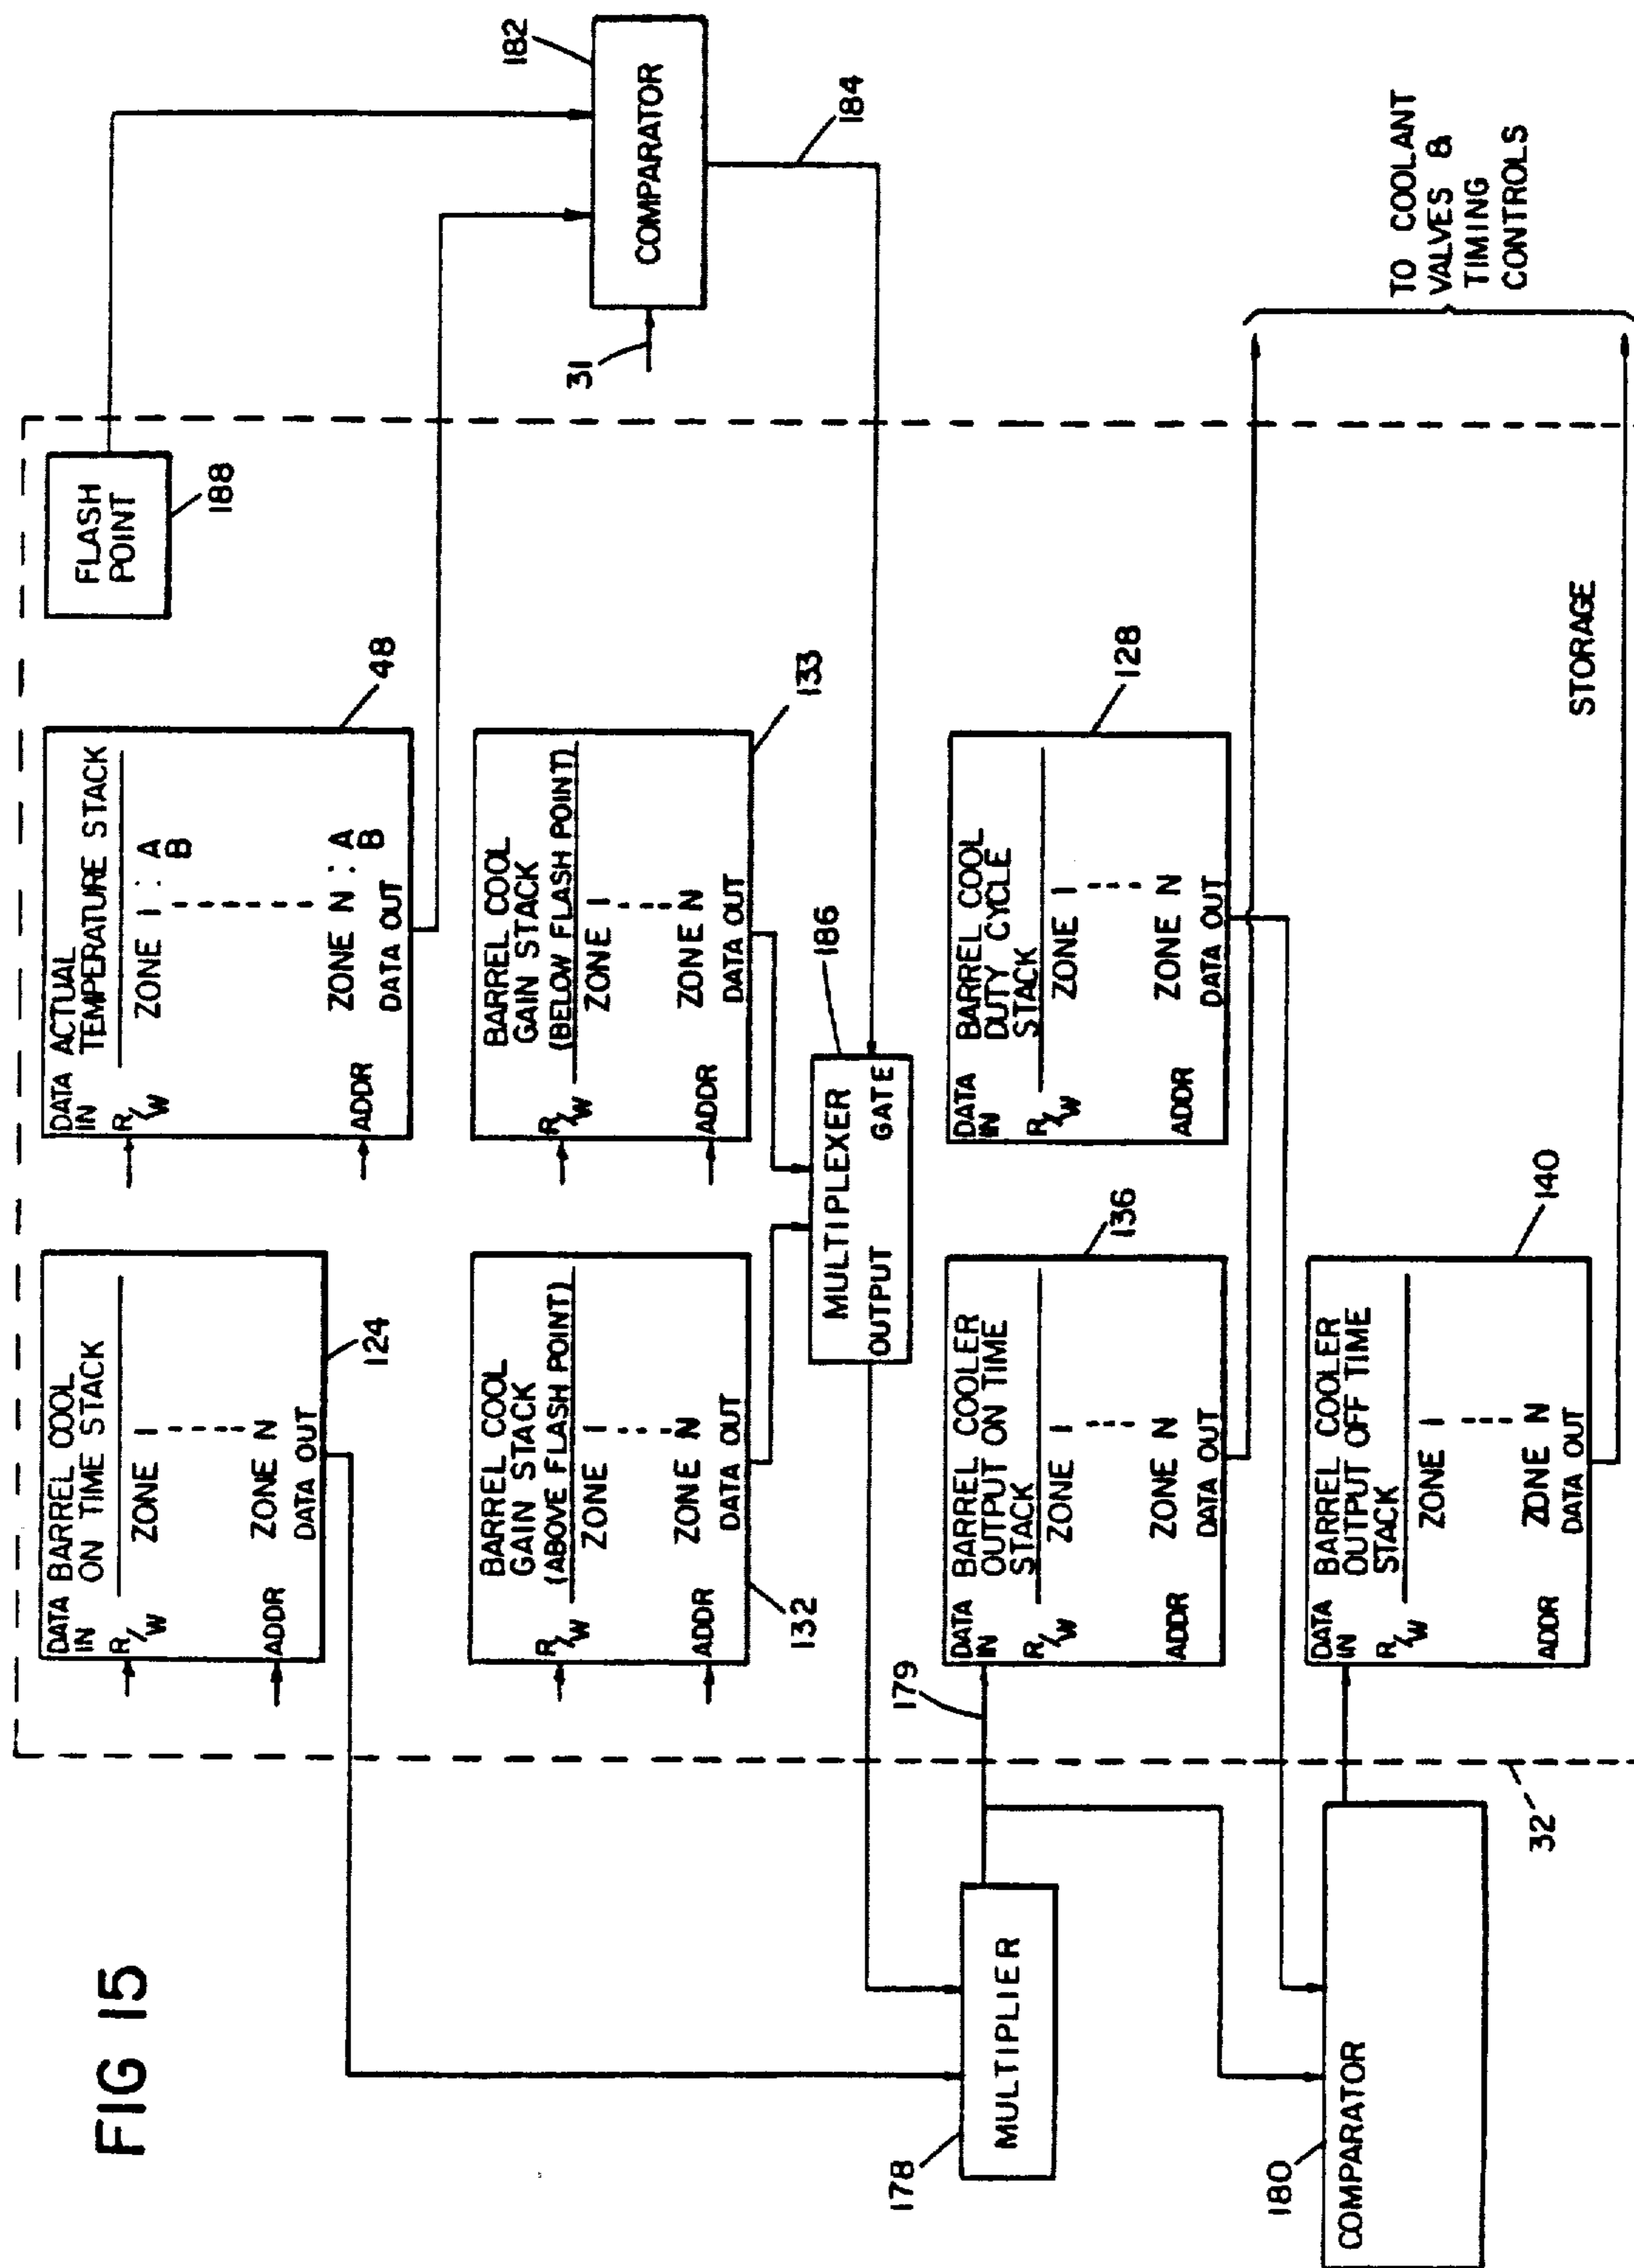 FIG 15
DATA BARREL COOL
IN ON TIME STACK
R/W
ZONE 1
ADDR
ZONE N
DATA OUT
124
DATA ACTUAL
IN TEMPERATURE STACK
R/W
ZONE 1 : A
B
ADDR
ZONE N : A
B
DATA OUT
48
FLASH
POINT
188
BARREL COOL
GAIN STACK
(ABOVE FLASH POINT)
R/W
ZONE 1
ADDR
ZONE N
DATA OUT
132
BARREL COOL
GAIN STACK
(BELOW FLASH POINT)
R/W
ZONE 1
ADDR
ZONE N
DATA OUT
133
182
COMPARATOR
31
184
MULTIPLEXER
OUTPUT GATE
186
178
MULTIPLIER
179
DATA BARREL COOLER
IN OUTPUT ON TIME
STACK
R/W
ZONE 1
ADDR
ZONE N
DATA OUT
136
DATA BARREL COOL
IN DUTY CYCLE
STACK
R/W
ZONE 1
ADDR
ZONE N
DATA OUT
128
TO COOLANT
VALVES &
TIMING
CONTROLS
180
COMPARATOR
DATA BARREL COOLER
IN OUTPUT OFF TIME
STACK
R/W
ZONE 1
ADDR
ZONE N
DATA OUT
140
STORAGE
32